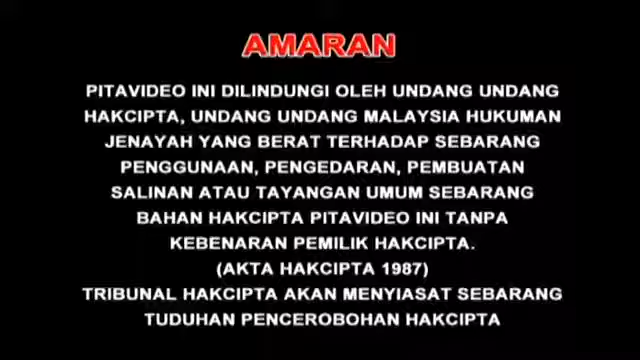 AMARAN
PITAVIDEO INI DILINDUNGI OLEH UNDANG UNDANG
HAKCIPTA, UNDANG UNDANG MALAYSIA HUKUMAN
JENAYAH YANG BERAT TERHADAP SEBARANG
PENGGUNAAN, PENGEDARAN, PEMBUATAN
SALINAN ATAU TAYANGAN UMUM SEBARANG
BAHAN HAKCIPTA PITAVIDEO INI TANPA
KEBENARAN PEMILIK HAKCIPTA.
(AKTA HAKCIPTA 1987)
TRIBUNAL HAKCIPTA AKAN MENYIASAT SEBARANG
TUDUHAN PENCEROBOHAN HAKCIPTA